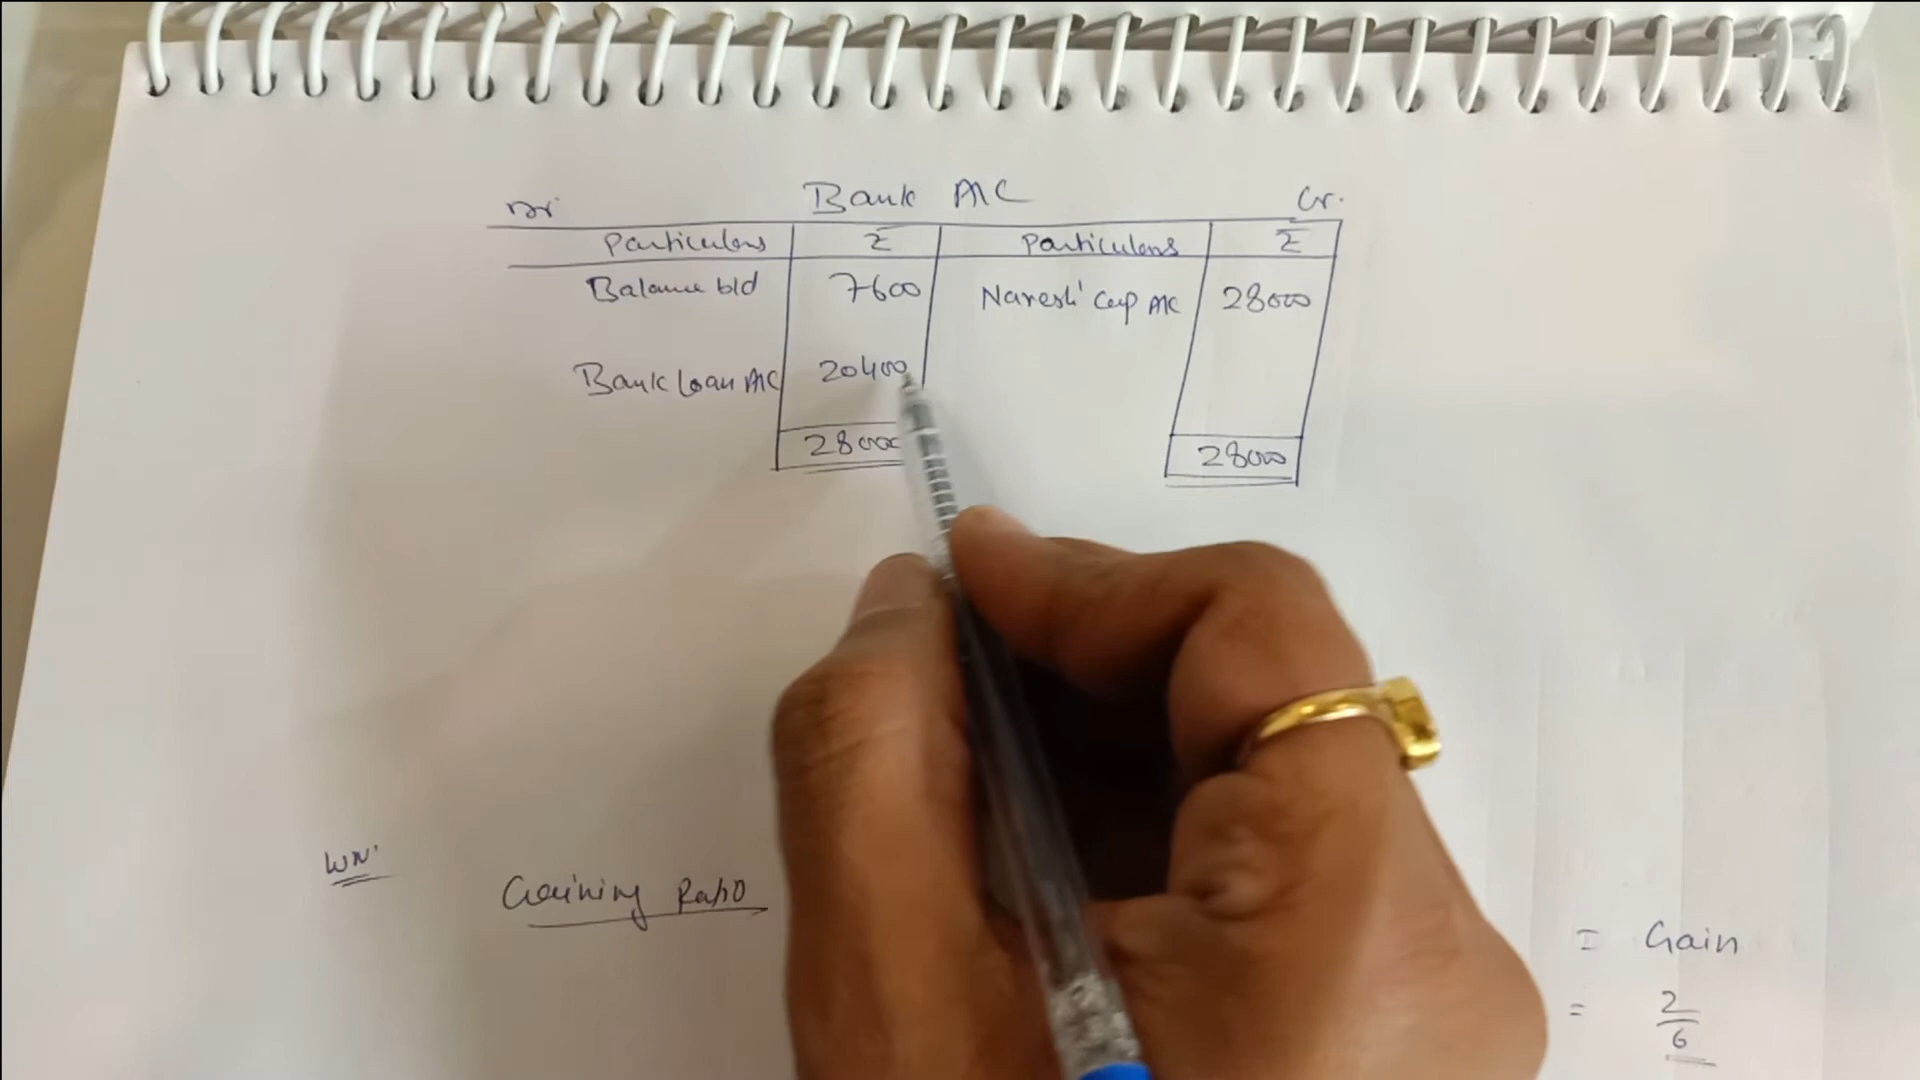 Dr Bank A/C Cr.
Particulars ₹ Particulars ₹
Balance b/d 7600 Naresh' Cap A/C 28000
Bank Loan A/C 20400
28000 28000
WN.
Gaining Ratio
= Gain
= 2/6